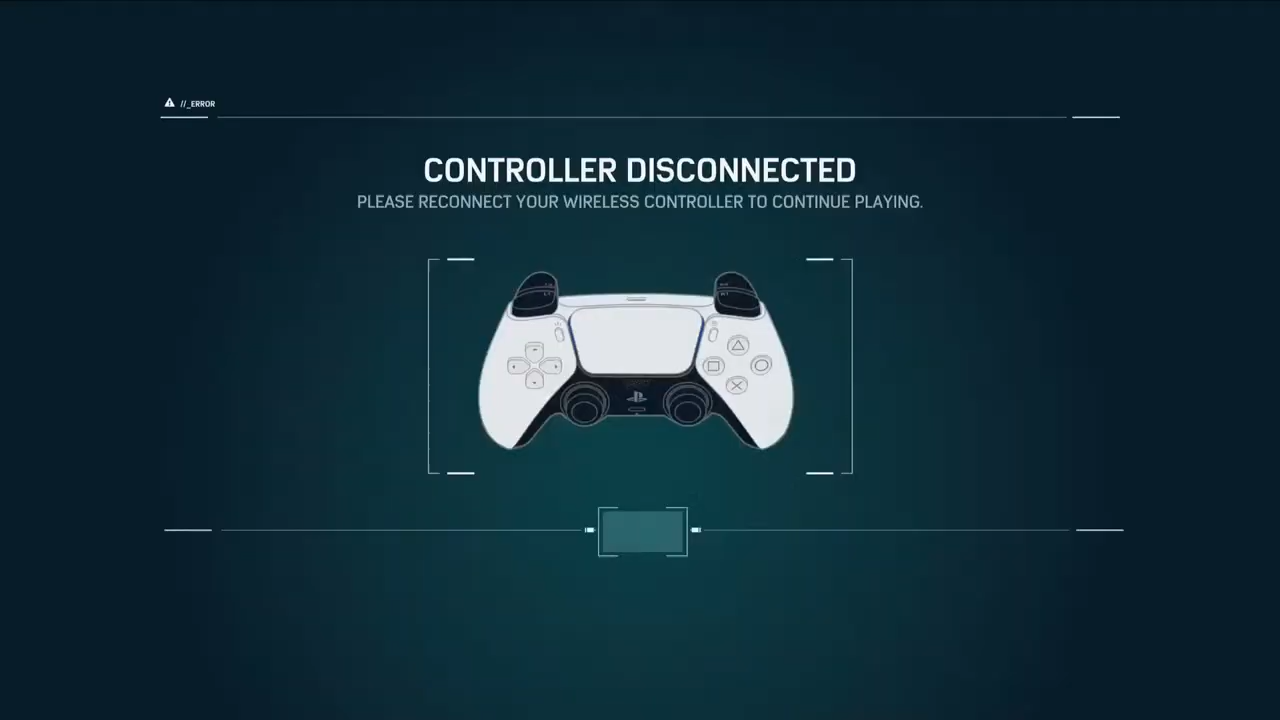 //_ERROR
CONTROLLER DISCONNECTED
PLEASE RECONNECT YOUR WIRELESS CONTROLLER TO CONTINUE PLAYING.